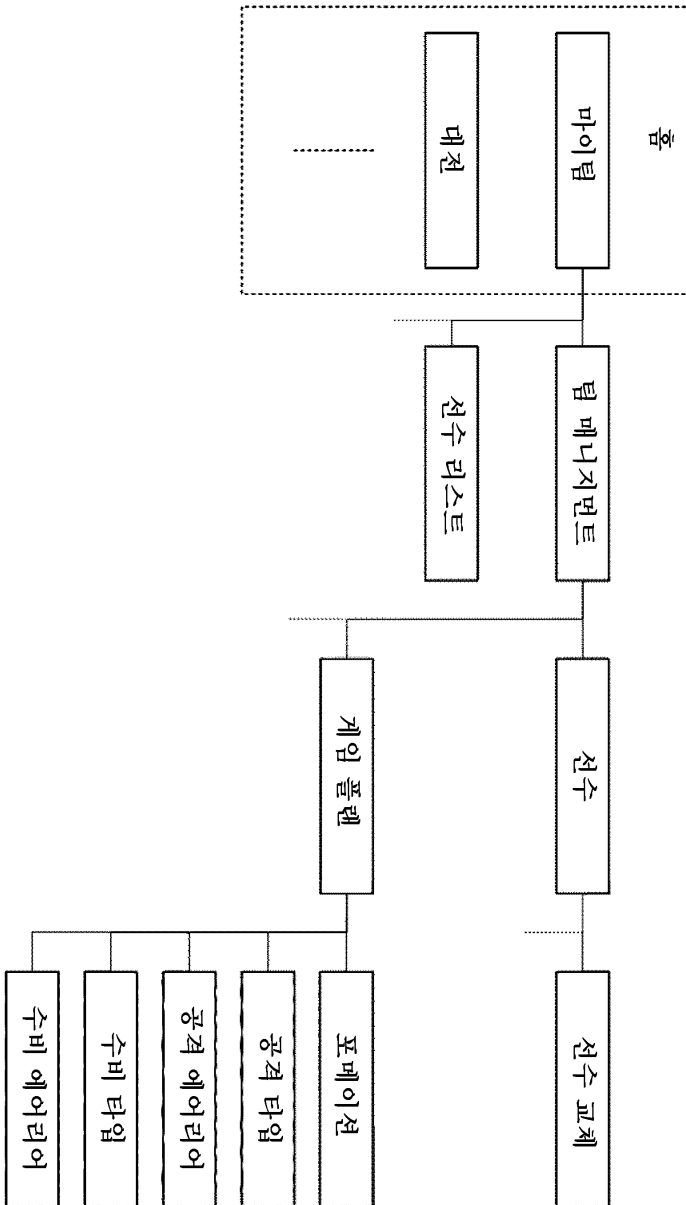 홈
마이팀
팀 매니지먼트
선수
선수 교체
게임 플랜
포메이션
공격 타임
공격 에어리어
수비 타임
수비 에어리어
선수 리스트
대전